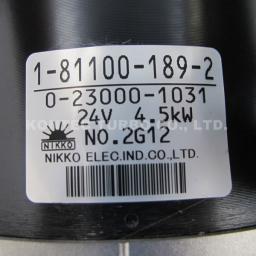 1-81100-189-2
0-23000-1031
24V 4.5kW
NO.2G12
NIKKO
NIKKO ELEC.IND.CO.,LTD.